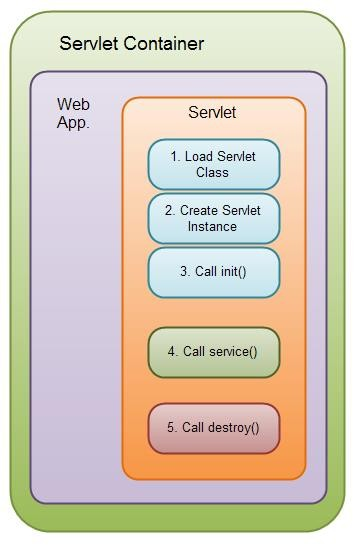 Servlet Container
Web
App.
Servlet
1. Load Servlet
Class
2. Create Servlet
Instance
3. Call init()
4. Call service()
5. Call destroy()